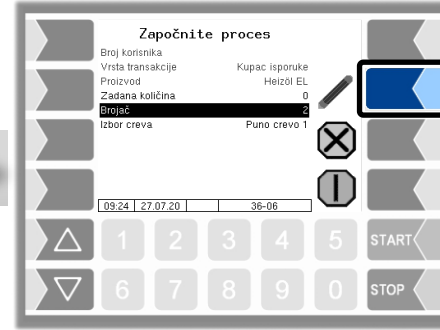 Započnite proces
Broj korisnika
Vrsta transakcije Kupac isporuke
Proizvod Heizöl EL
Zadana količina 0
Brojač 2
Izbor creva Puno crevo 1
09:24 27.07.20 36-06
1 2 3 4 5 START
6 7 8 9 0 STOP